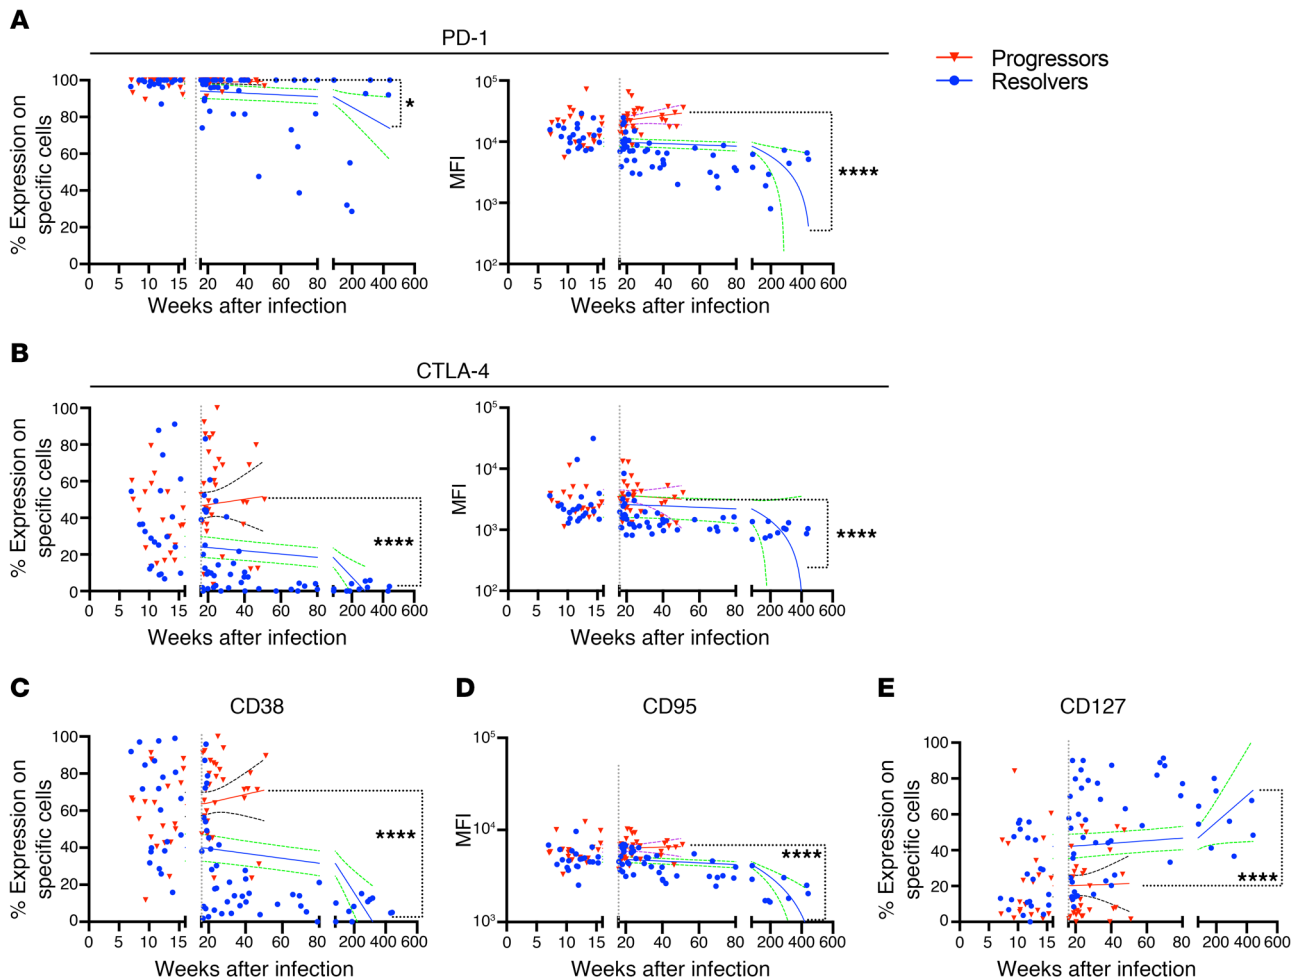 A
PD-1
Progressors
Resolvers
% Expression on
specific cells
100
80
60
40
20
0
0 5 10 15 20 40 60 80 200 400 600
Weeks after infection
*
MFI
10⁵
10⁴
10³
10²
0 5 10 15 20 40 60 80 200 400 600
Weeks after infection
****
B
CTLA-4
% Expression on
specific cells
100
80
60
40
20
0
0 5 10 15 20 40 60 80 200 400 600
Weeks after infection
****
MFI
10⁵
10⁴
10³
10²
0 5 10 15 20 40 60 80 200 400 600
Weeks after infection
****
C
CD38
% Expression on
specific cells
100
80
60
40
20
0
0 5 10 15 20 40 60 80 200 400 600
Weeks after infection
****
D
CD95
MFI
10⁵
10⁴
10³
0 5 10 15 20 40 60 80 200 400 600
Weeks after infection
****
E
CD127
% Expression on
specific cells
100
80
60
40
20
0
0 5 10 15 20 40 60 80 200 400 600
Weeks after infection
****